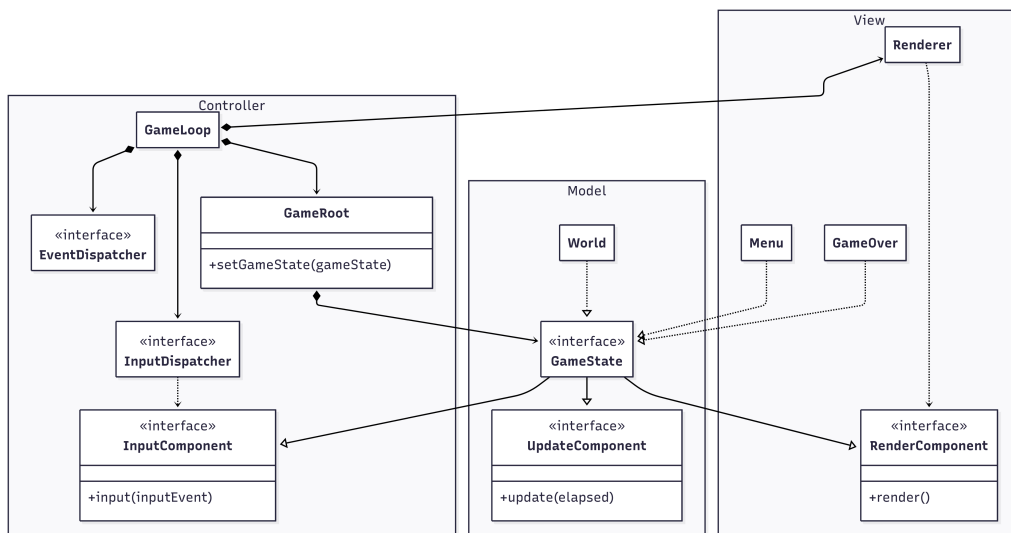 View
Renderer
Controller
GameLoop
Model
GameRoot
+setGameState(gameState)
«interface»
EventDispatcher
World
Menu
GameOver
«interface»
InputDispatcher
«interface»
GameState
«interface»
InputComponent
+input(inputEvent)
«interface»
UpdateComponent
+update(elapsed)
«interface»
RenderComponent
+render()